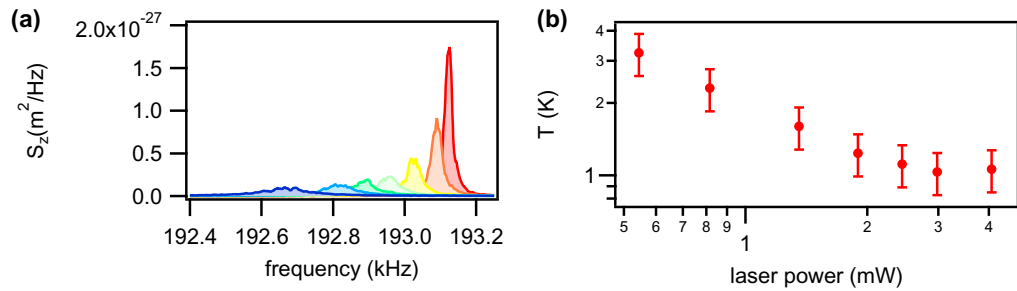 (a)
2.0x10⁻²⁷
1.5
1.0
0.5
0.0
S_z(m²/Hz)
192.4 192.6 192.8 193.0 193.2
frequency (kHz)
(b)
4
3
2
1
T (K)
5 6 7 8 9 1 2 3 4
laser power (mW)